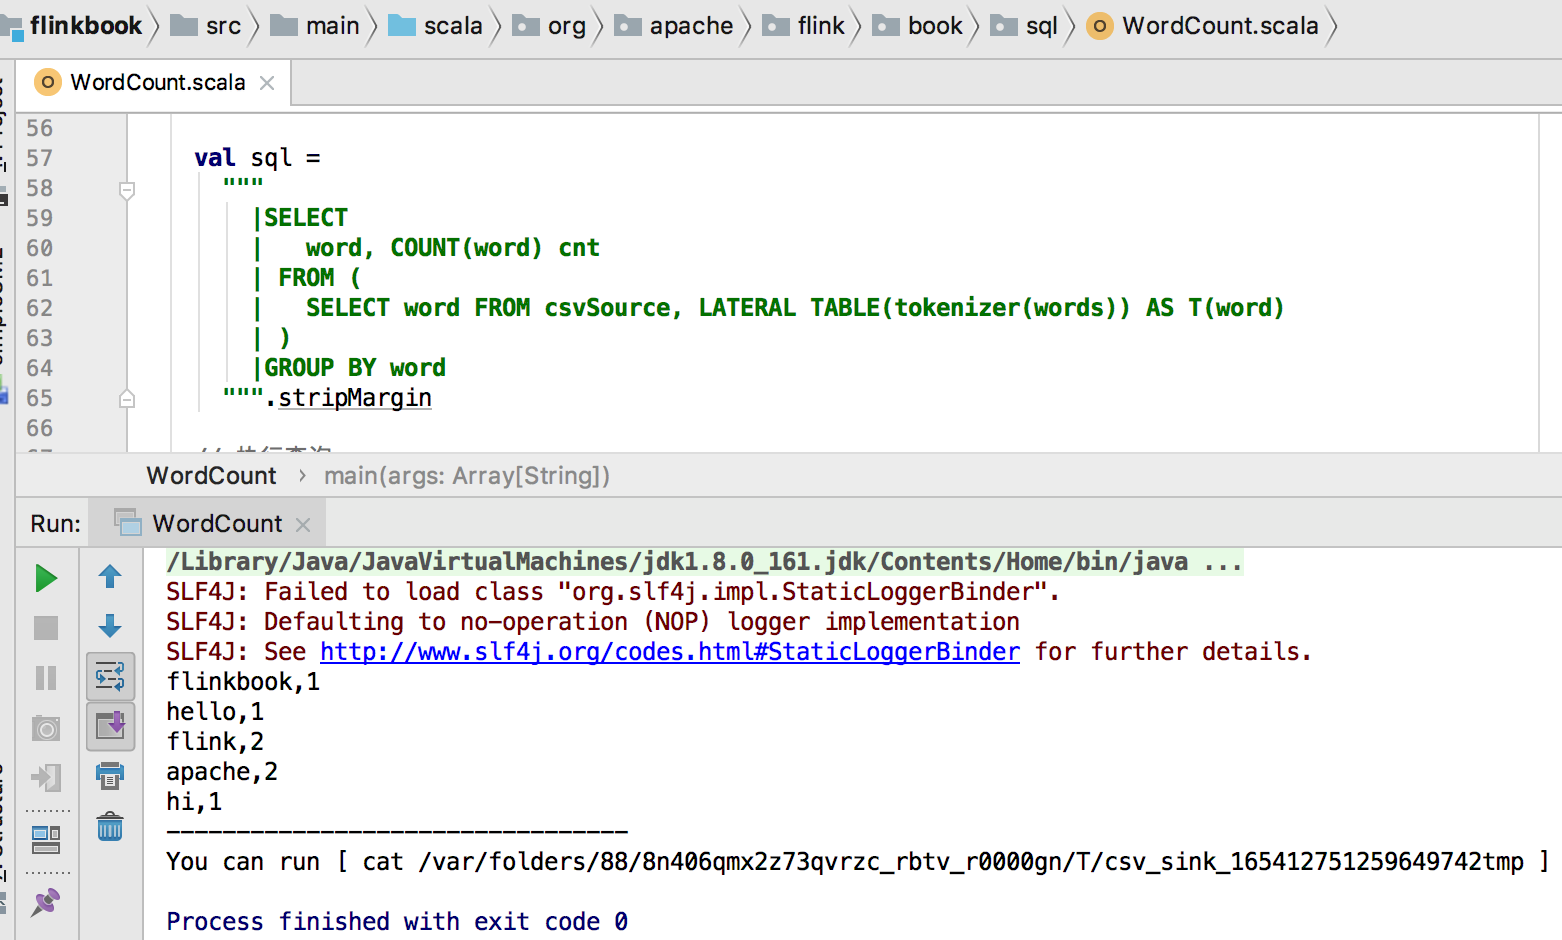 flinkbook src main scala org apache flink book sql WordCount.scala
WordCount.scala
56
57 val sql =
58 """
59 |SELECT
60 | word, COUNT(word) cnt
61 | FROM (
62 | SELECT word FROM csvSource, LATERAL TABLE(tokenizer(words)) AS T(word)
63 | )
64 |GROUP BY word
65 """.stripMargin
66
WordCount › main(args: Array[String])
Run: WordCount
/Library/Java/JavaVirtualMachines/jdk1.8.0_161.jdk/Contents/Home/bin/java ...
SLF4J: Failed to load class "org.slf4j.impl.StaticLoggerBinder".
SLF4J: Defaulting to no-operation (NOP) logger implementation
SLF4J: See http://www.slf4j.org/codes.html#StaticLoggerBinder for further details.
flinkbook,1
hello,1
flink,2
apache,2
hi,1
---------------------------------
You can run [ cat /var/folders/88/8n406qmx2z73qvrzc_rbtv_r0000gn/T/csv_sink_165412751259649742tmp ]
Process finished with exit code 0